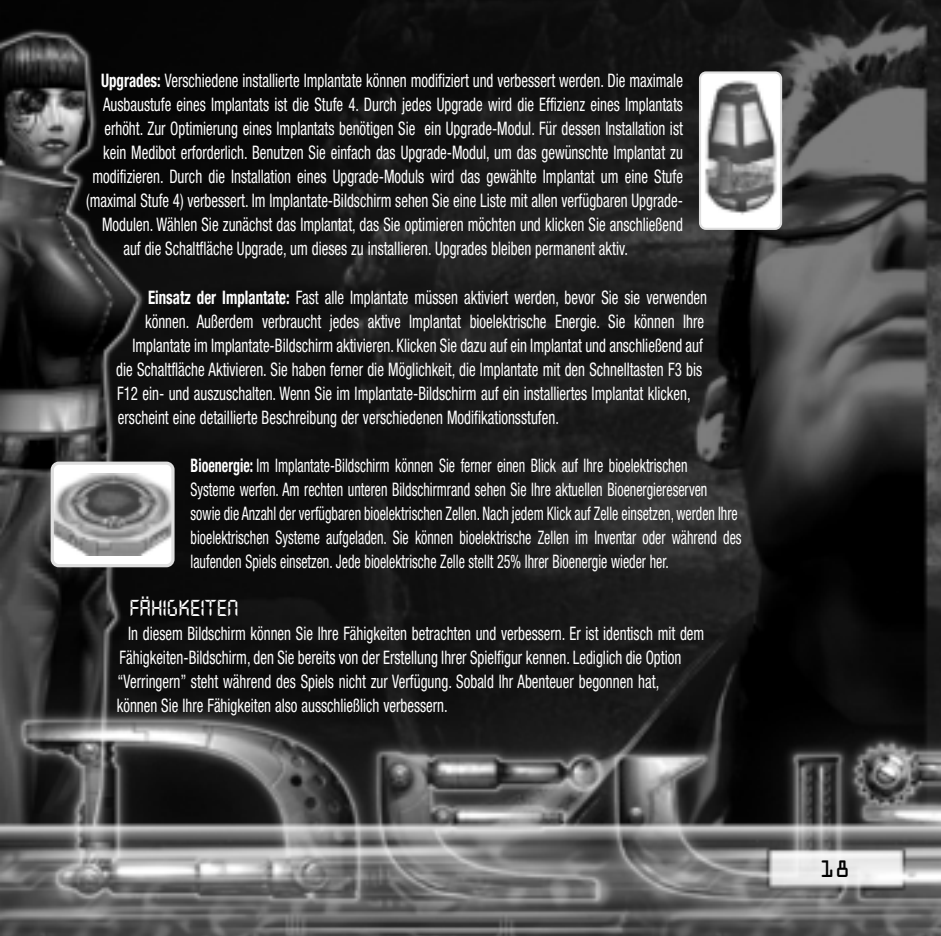 Upgrades: Verschiedene installierte Implantate können modifiziert und verbessert werden. Die maximale
Ausbaustufe eines Implantats ist die Stufe 4. Durch jedes Upgrade wird die Effizienz eines Implantats
erhöht. Zur Optimierung eines Implantats benötigen Sie ein Upgrade-Modul. Für dessen Installation ist
kein Medibot erforderlich. Benutzen Sie einfach das Upgrade-Modul, um das gewünschte Implantat zu
modifizieren. Durch die Installation eines Upgrade-Moduls wird das gewählte Implantat um eine Stufe
(maximal Stufe 4) verbessert. Im Implantate-Bildschirm sehen Sie eine Liste mit allen verfügbaren Upgrade-
Modulen. Wählen Sie zunächst das Implantat, das Sie optimieren möchten und klicken Sie anschließend
auf die Schaltfläche Upgrade, um dieses zu installieren. Upgrades bleiben permanent aktiv.
Einsatz der Implantate: Fast alle Implantate müssen aktiviert werden, bevor Sie sie verwenden
können. Außerdem verbraucht jedes aktive Implantat bioelektrische Energie. Sie können Ihre
Implantate im Implantate-Bildschirm aktivieren. Klicken Sie dazu auf ein Implantat und anschließend auf
die Schaltfläche Aktivieren. Sie haben ferner die Möglichkeit, die Implantate mit den Schnelltasten F3 bis
F12 ein- und auszuschalten. Wenn Sie im Implantate-Bildschirm auf ein installiertes Implantat klicken,
erscheint eine detaillierte Beschreibung der verschiedenen Modifikationsstufen.
Bioenergie: Im Implantate-Bildschirm können Sie ferner einen Blick auf Ihre bioelektrischen
Systeme werfen. Am rechten unteren Bildschirmrand sehen Sie Ihre aktuellen Bioenergiereserven
sowie die Anzahl der verfügbaren bioelektrischen Zellen. Nach jedem Klick auf Zelle einsetzen, werden Ihre
bioelektrischen Systeme aufgeladen. Sie können bioelektrische Zellen im Inventar oder während des
laufenden Spiels einsetzen. Jede bioelektrische Zelle stellt 25% Ihrer Bioenergie wieder her.
FÄHIGKEITEN
In diesem Bildschirm können Sie Ihre Fähigkeiten betrachten und verbessern. Er ist identisch mit dem
Fähigkeiten-Bildschirm, den Sie bereits von der Erstellung Ihrer Spielfigur kennen. Lediglich die Option
“Verringern” steht während des Spiels nicht zur Verfügung. Sobald Ihr Abenteuer begonnen hat,
können Sie Ihre Fähigkeiten also ausschließlich verbessern.
DEU
18